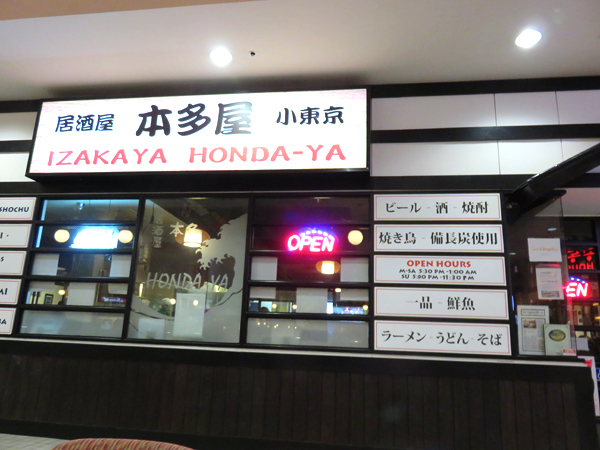 居酒屋 本多屋 小東京
IZAKAYA HONDA-YA
SHOCHU
ビール - 酒 - 焼酎
焼き鳥 - 備長炭使用
OPEN HOURS
M-SA 5:30 PM-1:00 AM
SU 5:00 PM-11:30 PM
一品 - 鮮魚
ラーメン - うどん - そば
本多
HONDA-YA
OPEN
OPEN